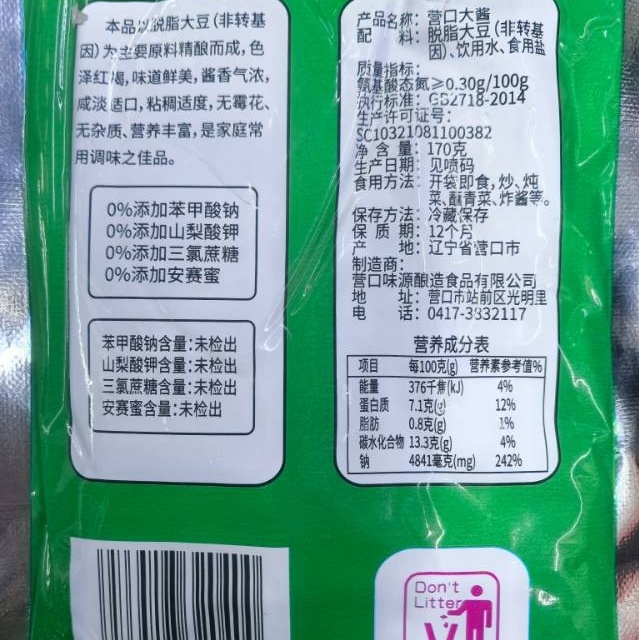 本品以脱脂大豆(非转基
因)为主要原料精酿而成,色
泽红褐,味道鲜美,酱香气浓,
咸淡适口,粘稠适度,无霉花、
无杂质、营养丰富,是家庭常
用调味之佳品。
0%添加苯甲酸钠
0%添加山梨酸钾
0%添加三氯蔗糖
0%添加安赛蜜
苯甲酸钠含量:未检出
山梨酸钾含量:未检出
三氯蔗糖含量:未检出
安赛蜜含量:未检出
产品名称:营口大酱
配 料:脱脂大豆(非转基
因)、饮用水、食用盐
质量指标:
氨基酸态氮≥0.30g/100g
执行标准:GB2718-2014
生产许可证号:
SC10321081100382
净 含 量:170克
生产日期:见喷码
食用方法:开袋即食,炒、炖
菜、蘸青菜、炸酱等。
保存方法:冷藏保存
保 质 期:12个月
产 地:辽宁省营口市
制造商:
营口味源酿造食品有限公司
地 址:营口市站前区光明里
电 话:0417-3332117
营养成分表
项目 每100克(g) 营养素参考值%
能量 376千焦(kJ) 4%
蛋白质 7.1克(g) 12%
脂肪 0.8克(g) 1%
碳水化合物 13.3克(g) 4%
钠 4841毫克(mg) 242%
Don't
Litter